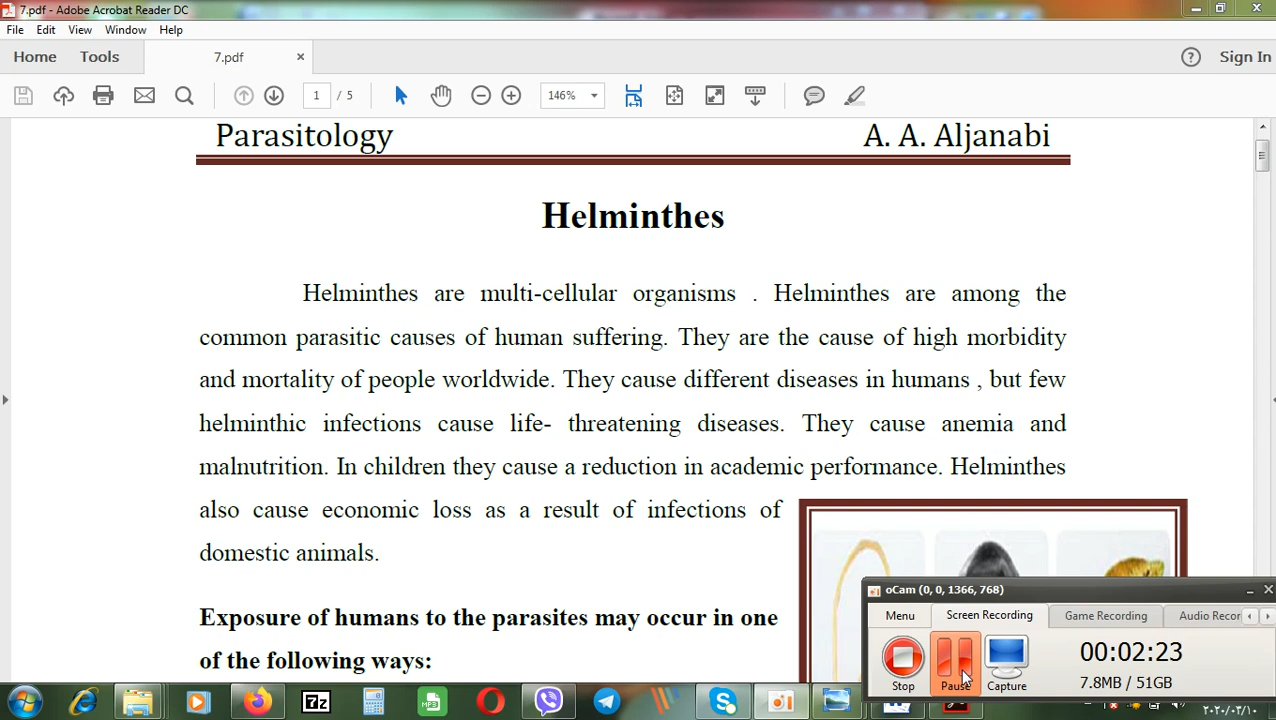 7.pdf - Adobe Acrobat Reader DC
File Edit View Window Help
Home Tools 7.pdf × ? Sign In
1 / 5 146%
Parasitology A. A. Aljanabi
Helminthes
Helminthes are multi-cellular organisms . Helminthes are among the
common parasitic causes of human suffering. They are the cause of high morbidity
and mortality of people worldwide. They cause different diseases in humans , but few
helminthic infections cause life- threatening diseases. They cause anemia and
malnutrition. In children they cause a reduction in academic performance. Helminthes
also cause economic loss as a result of infections of
domestic animals.
Exposure of humans to the parasites may occur in one
of the following ways:
oCam (0, 0, 1366, 768)
Menu Screen Recording Game Recording Audio Recor
Stop Pause Capture
00:02:23
7.8MB / 51GB
7z MP3
٢٠٢٠/٠٣/١٠